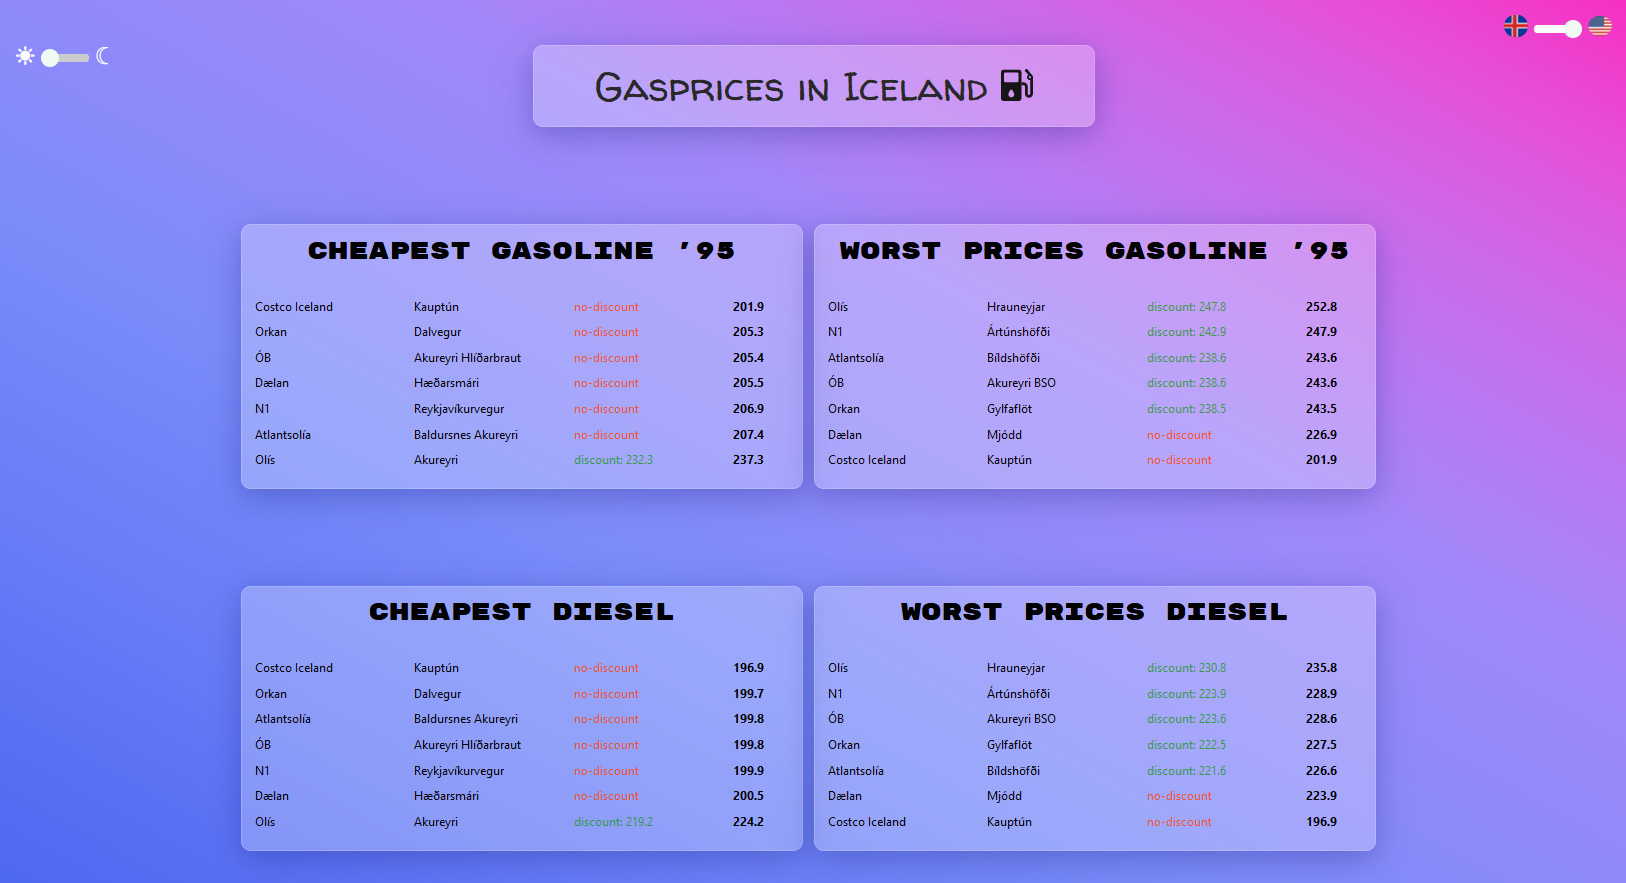 Gasprices in Iceland
CHEAPEST GASOLINE '95
Costco Iceland Kauptún no-discount 201.9
Orkan Dalvegur no-discount 205.3
ÓB Akureyri Hlíðarbraut no-discount 205.4
Dælan Hæðarsmári no-discount 205.5
N1 Reykjavíkurvegur no-discount 206.9
Atlantsolía Baldursnes Akureyri no-discount 207.4
Olís Akureyri discount: 232.3 237.3
WORST PRICES GASOLINE '95
Olís Hrauneyjar discount: 247.8 252.8
N1 Ártúnshöfði discount: 242.9 247.9
Atlantsolía Bíldshöfði discount: 238.6 243.6
ÓB Akureyri BSO discount: 238.6 243.6
Orkan Gylfaflöt discount: 238.5 243.5
Dælan Mjódd no-discount 226.9
Costco Iceland Kauptún no-discount 201.9
CHEAPEST DIESEL
Costco Iceland Kauptún no-discount 196.9
Orkan Dalvegur no-discount 199.7
Atlantsolía Baldursnes Akureyri no-discount 199.8
ÓB Akureyri Hlíðarbraut no-discount 199.8
N1 Reykjavíkurvegur no-discount 199.9
Dælan Hæðarsmári no-discount 200.5
Olís Akureyri discount: 219.2 224.2
WORST PRICES DIESEL
Olís Hrauneyjar discount: 230.8 235.8
N1 Ártúnshöfði discount: 223.9 228.9
ÓB Akureyri BSO discount: 223.6 228.6
Orkan Gylfaflöt discount: 222.5 227.5
Atlantsolía Bíldshöfði discount: 221.6 226.6
Dælan Mjódd no-discount 223.9
Costco Iceland Kauptún no-discount 196.9